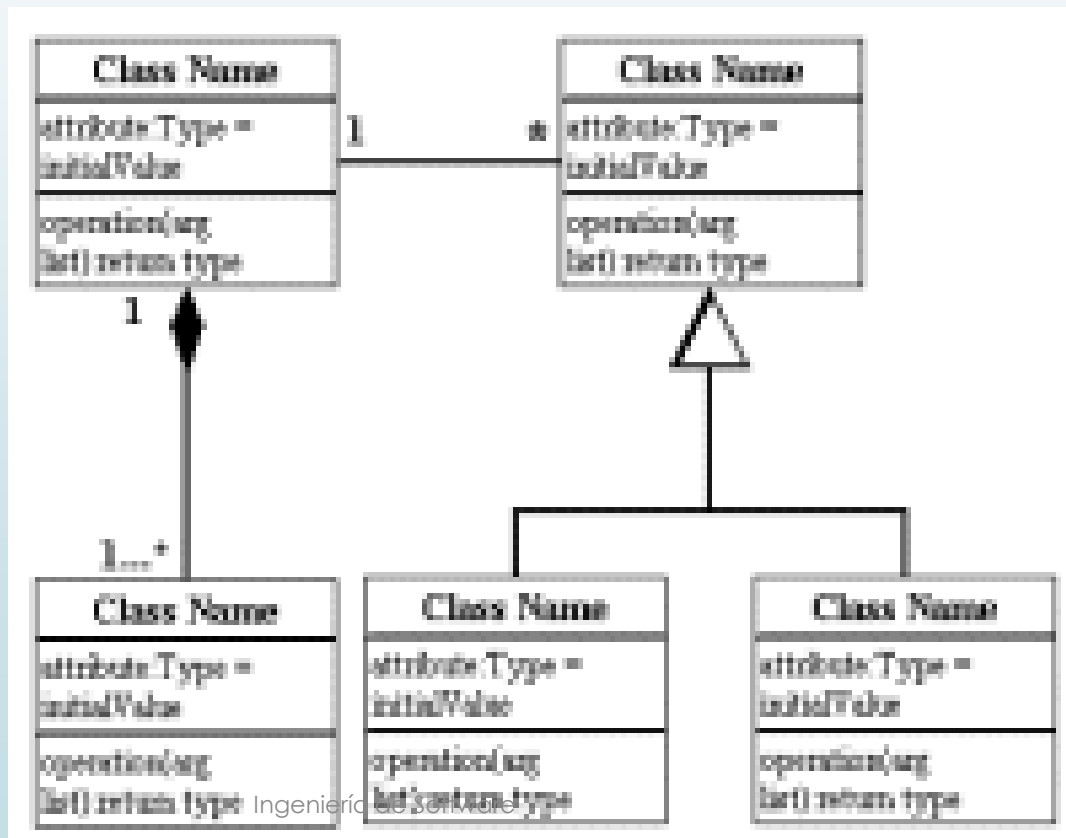 Class Name
attribute:Type =
initialValue
operation(arg
list):return type
1
*
Class Name
attribute:Type =
initialValue
operation(arg
list):return type
1
1...*
Class Name
attribute:Type =
initialValue
operation(arg
list):return type
Class Name
attribute:Type =
initialValue
operation(arg
list):return type
Class Name
attribute:Type =
initialValue
operation(arg
list):return type
Ingeniería de Software